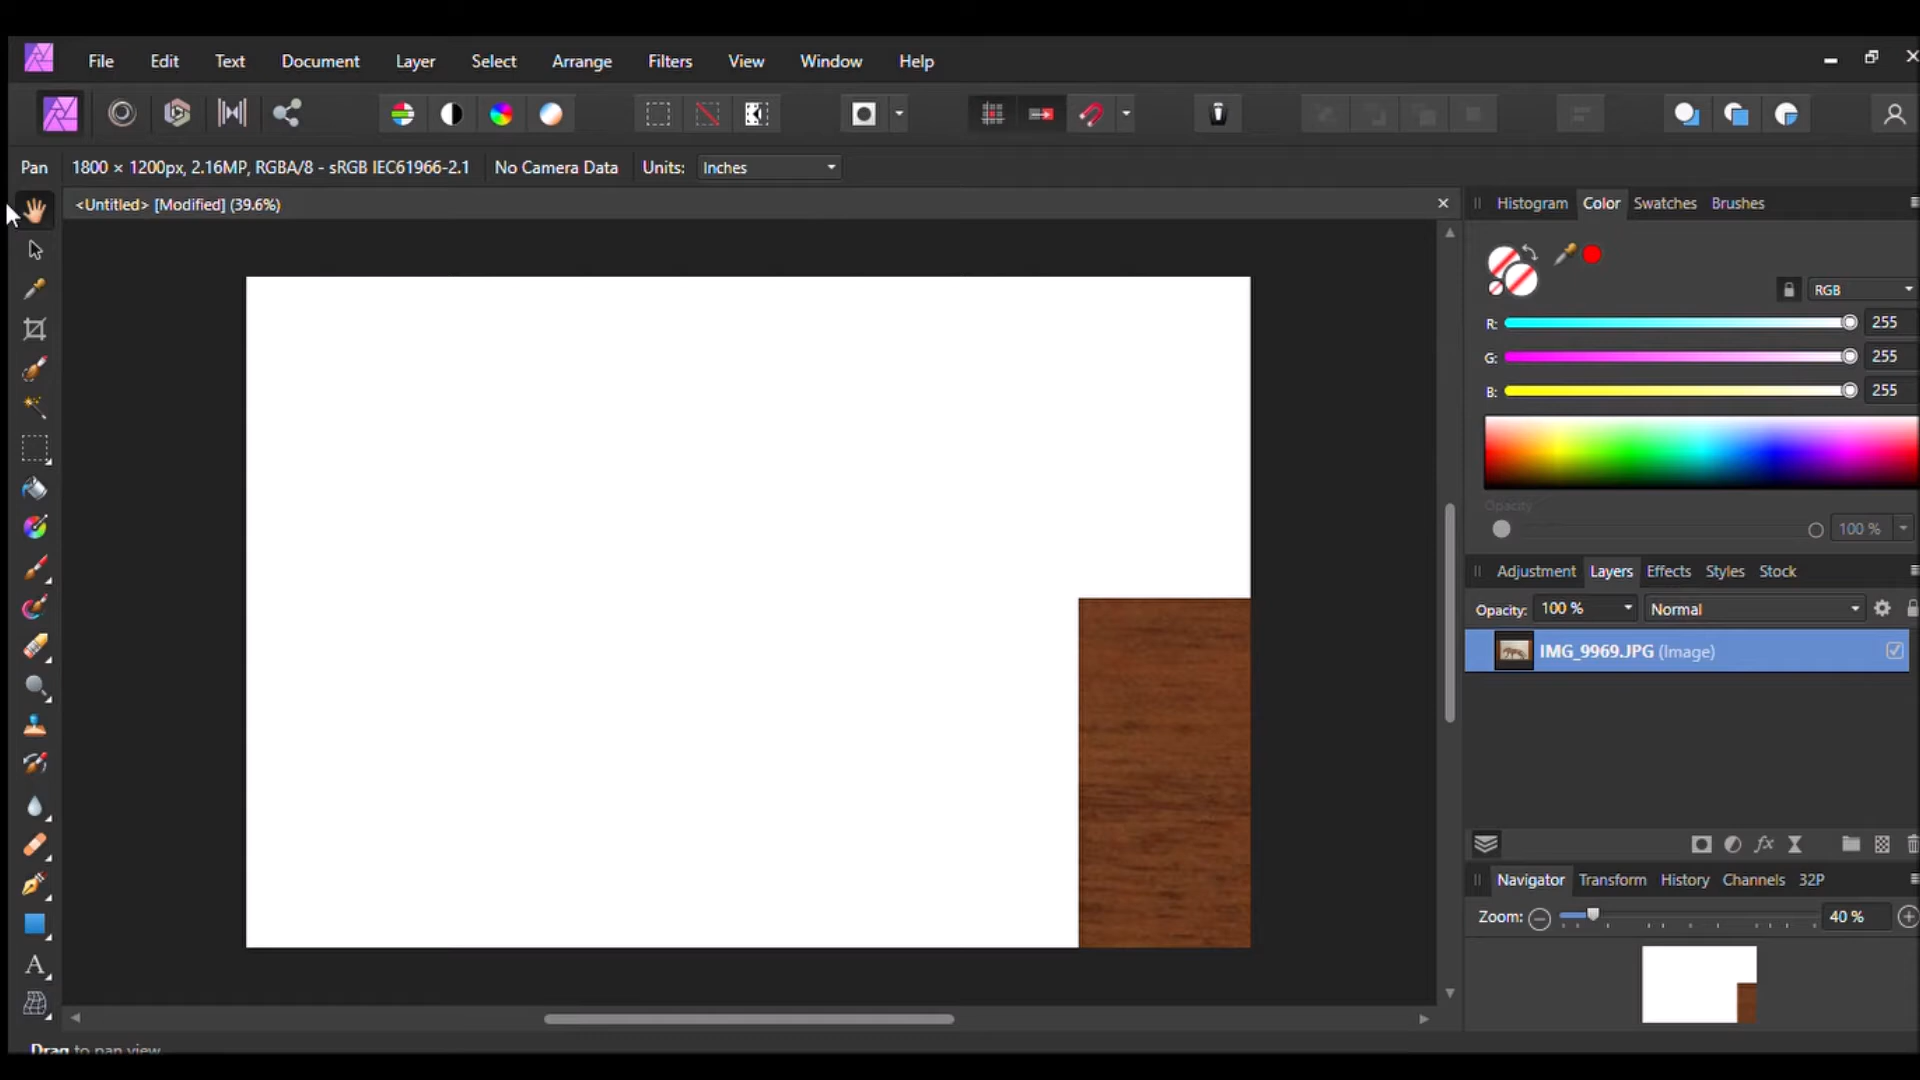 File Edit Text Document Layer Select Arrange Filters View Window Help
Pan 1800 × 1200px, 2.16MP, RGBA/8 - sRGB IEC61966-2.1 No Camera Data Units: Inches
<Untitled> [Modified] (39.6%)
Histogram Color Swatches Brushes
RGB
R: 255
G: 255
B: 255
Opacity
100 %
Adjustment Layers Effects Styles Stock
Opacity: 100 % Normal
IMG_9969.JPG (Image)
Navigator Transform History Channels 32P
Zoom: 40 %
Drag to pan view